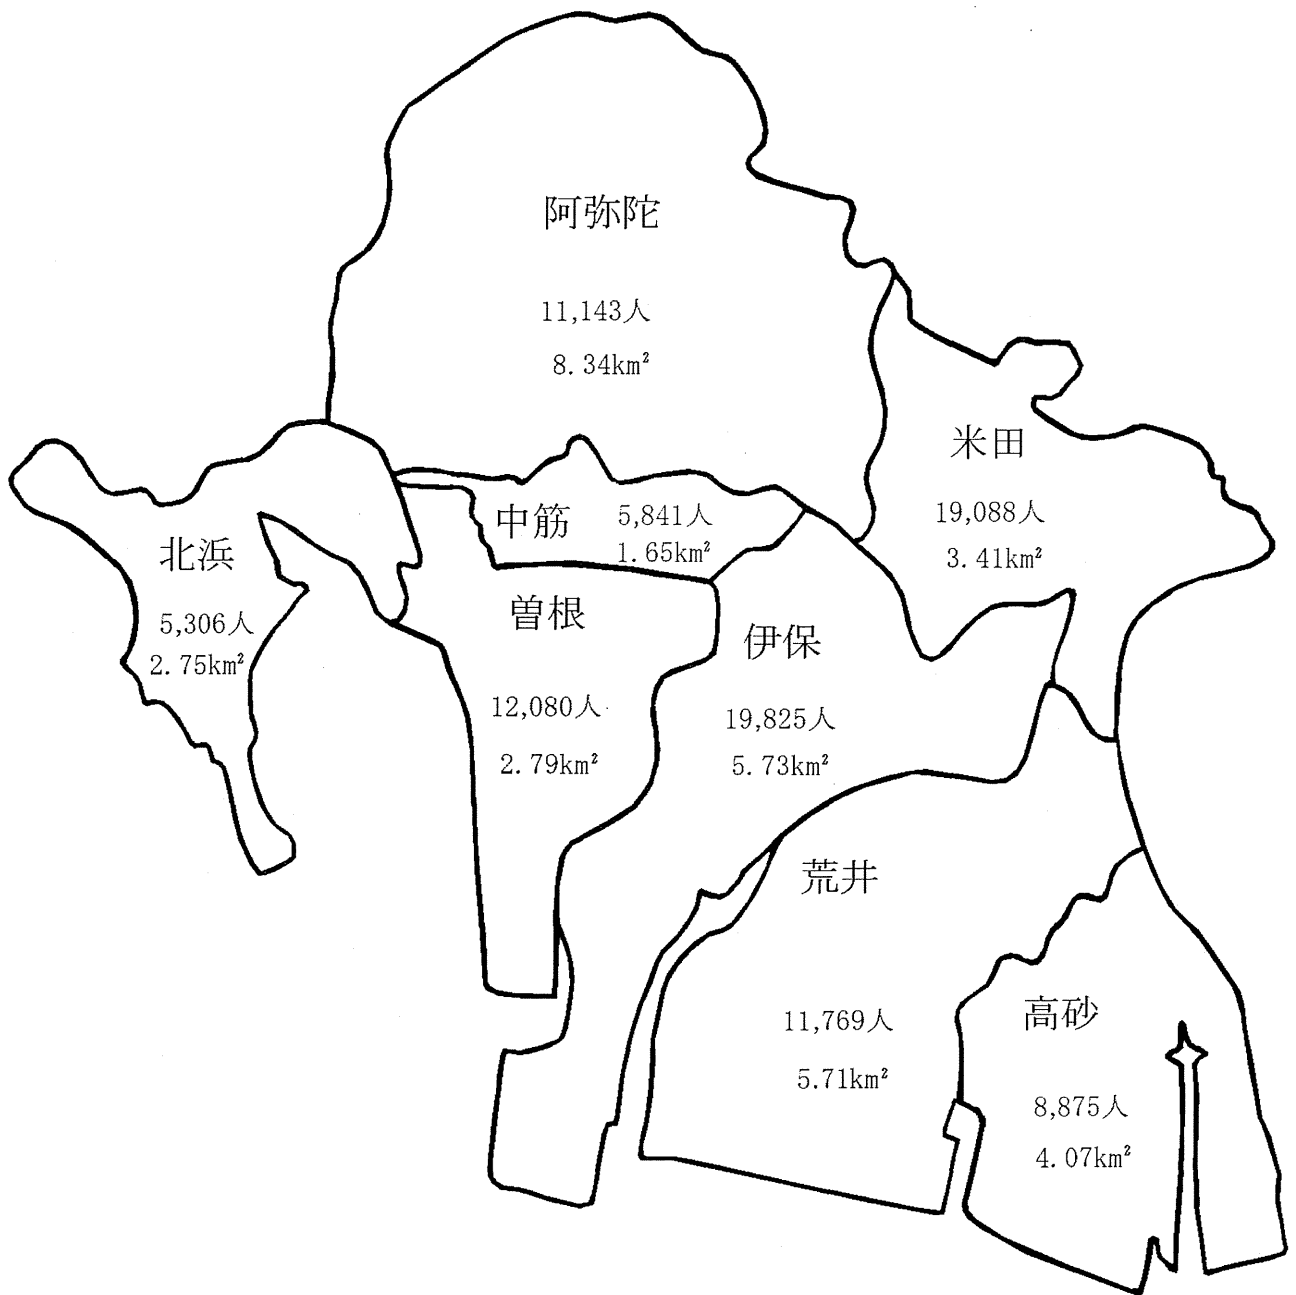 阿弥陀
11,143人
8.34km²
米田
19,088人
3.41km²
中筋
5,841人
1.65km²
北浜
5,306人
2.75km²
曽根
12,080人
2.79km²
伊保
19,825人
5.73km²
荒井
11,769人
5.71km²
高砂
8,875人
4.07km²